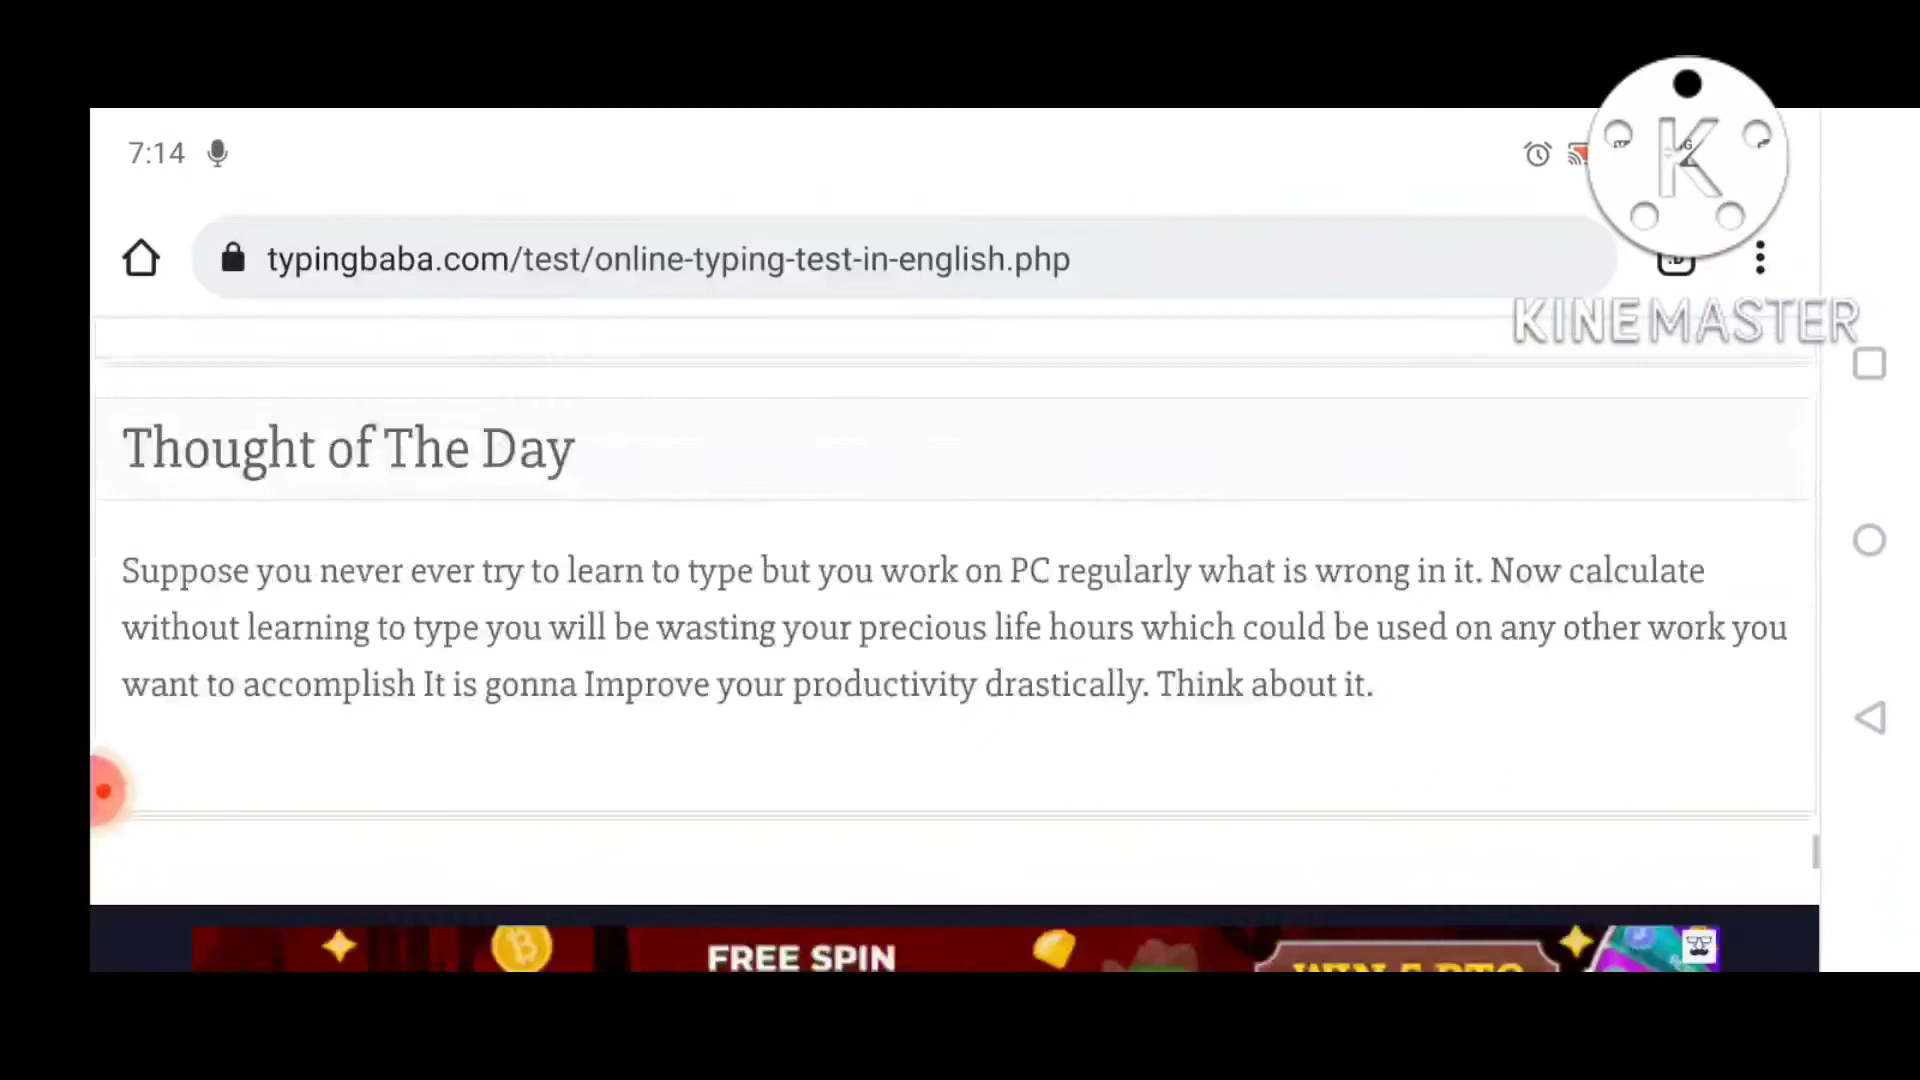 7:14
typingbaba.com/test/online-typing-test-in-english.php
K
KINEMASTER
Thought of The Day
Suppose you never ever try to learn to type but you work on PC regularly what is wrong in it. Now calculate
without learning to type you will be wasting your precious life hours which could be used on any other work you
want to accomplish It is gonna Improve your productivity drastically. Think about it.
FREE SPIN
WIN 5 BTC